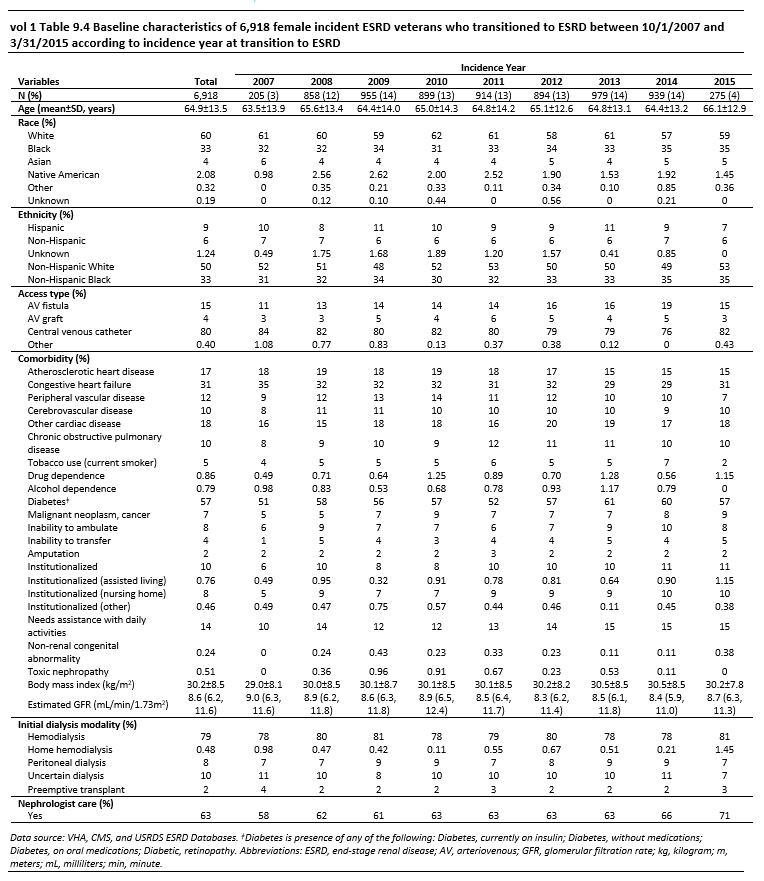 vol 1 Table 9.4 Baseline characteristics of 6,918 female incident ESRD veterans who transitioned to ESRD between 10/1/2007 and
3/31/2015 according to incidence year at transition to ESRD
Incidence Year
Variables Total 2007 2008 2009 2010 2011 2012 2013 2014 2015
N (%) 6,918 205 (3) 858 (12) 955 (14) 899 (13) 914 (13) 894 (13) 979 (14) 939 (14) 275 (4)
Age (mean±SD, years) 64.9±13.5 63.5±13.9 65.6±13.4 64.4±14.0 65.0±14.3 64.8±14.2 65.1±12.6 64.8±13.1 64.4±13.2 66.1±12.9
Race (%)
White 60 61 60 59 62 61 58 61 57 59
Black 33 32 32 34 31 33 34 33 35 35
Asian 4 6 4 4 4 4 5 4 5 5
Native American 2.08 0.98 2.56 2.62 2.00 2.52 1.90 1.53 1.92 1.45
Other 0.32 0 0.35 0.21 0.33 0.11 0.34 0.10 0.85 0.36
Unknown 0.19 0 0.12 0.10 0.44 0 0.56 0 0.21 0
Ethnicity (%)
Hispanic 9 10 8 11 10 9 9 11 9 7
Non-Hispanic 6 7 7 6 6 6 6 6 7 6
Unknown 1.24 0.49 1.75 1.68 1.89 1.20 1.57 0.41 0.85 0
Non-Hispanic White 50 52 51 48 52 53 50 50 49 53
Non-Hispanic Black 33 31 32 34 30 32 33 33 35 35
Access type (%)
AV fistula 15 11 13 14 14 14 16 16 19 15
AV graft 4 3 3 5 4 6 5 4 5 3
Central venous catheter 80 84 82 80 82 80 79 79 76 82
Other 0.40 1.08 0.77 0.83 0.13 0.37 0.38 0.12 0 0.43
Comorbidity (%)
Atherosclerotic heart disease 17 18 19 18 19 18 17 15 15 15
Congestive heart failure 31 35 32 32 32 31 32 29 29 31
Peripheral vascular disease 12 9 12 13 14 11 12 10 10 7
Cerebrovascular disease 10 8 11 11 10 10 10 10 9 10
Other cardiac disease 18 16 15 18 18 16 20 19 17 18
Chronic obstructive pulmonary
disease 10 8 9 10 9 12 11 11 10 10
Tobacco use (current smoker) 5 4 5 5 5 6 5 5 7 2
Drug dependence 0.86 0.49 0.71 0.64 1.25 0.89 0.70 1.28 0.56 1.15
Alcohol dependence 0.79 0.98 0.83 0.53 0.68 0.78 0.93 1.17 0.79 0
Diabetes† 57 51 58 56 57 52 57 61 60 57
Malignant neoplasm, cancer 7 5 5 7 9 7 7 7 8 9
Inability to ambulate 8 6 9 7 7 6 7 9 10 8
Inability to transfer 4 1 5 4 3 4 4 5 4 5
Amputation 2 2 2 2 2 3 2 2 2 2
Institutionalized 10 6 10 8 8 10 10 10 11 11
Institutionalized (assisted living) 0.76 0.49 0.95 0.32 0.91 0.78 0.81 0.64 0.90 1.15
Institutionalized (nursing home) 8 5 9 7 7 9 9 9 10 10
Institutionalized (other) 0.46 0.49 0.47 0.75 0.57 0.44 0.46 0.11 0.45 0.38
Needs assistance with daily
activities 14 10 14 12 12 13 14 15 15 15
Non-renal congenital
abnormality 0.24 0 0.24 0.43 0.23 0.33 0.23 0.11 0.11 0.38
Toxic nephropathy 0.51 0 0.36 0.96 0.91 0.67 0.23 0.53 0.11 0
Body mass index (kg/m²) 30.2±8.5 29.0±8.1 30.0±8.5 30.1±8.7 30.1±8.5 30.1±8.5 30.2±8.2 30.5±8.5 30.5±8.5 30.2±7.8
Estimated GFR (mL/min/1.73m²) 8.6 (6.2, 9.0 (6.3, 8.9 (6.2, 8.6 (6.3, 8.9 (6.5, 8.5 (6.4, 8.3 (6.2, 8.5 (6.1, 8.4 (5.9, 8.7 (6.3,
11.6) 11.6) 11.8) 11.8) 12.4) 11.7) 11.4) 11.8) 11.0) 11.3)
Initial dialysis modality (%)
Hemodialysis 79 78 80 81 78 79 80 78 78 81
Home hemodialysis 0.48 0.98 0.47 0.42 0.11 0.55 0.67 0.51 0.21 1.45
Peritoneal dialysis 8 7 7 9 9 7 8 9 9 7
Uncertain dialysis 10 11 10 8 10 10 10 10 11 7
Preemptive transplant 2 4 2 2 2 3 2 2 2 3
Nephrologist care (%)
Yes 63 58 62 61 63 63 63 63 66 71
Data source: VHA, CMS, and USRDS ESRD Databases. †Diabetes is presence of any of the following: Diabetes, currently on insulin; Diabetes, without medications;
Diabetes, on oral medications; Diabetic, retinopathy. Abbreviations: ESRD, end-stage renal disease; AV, arteriovenous; GFR, glomerular filtration rate; kg, kilogram; m,
meters; mL, milliliters; min, minute.